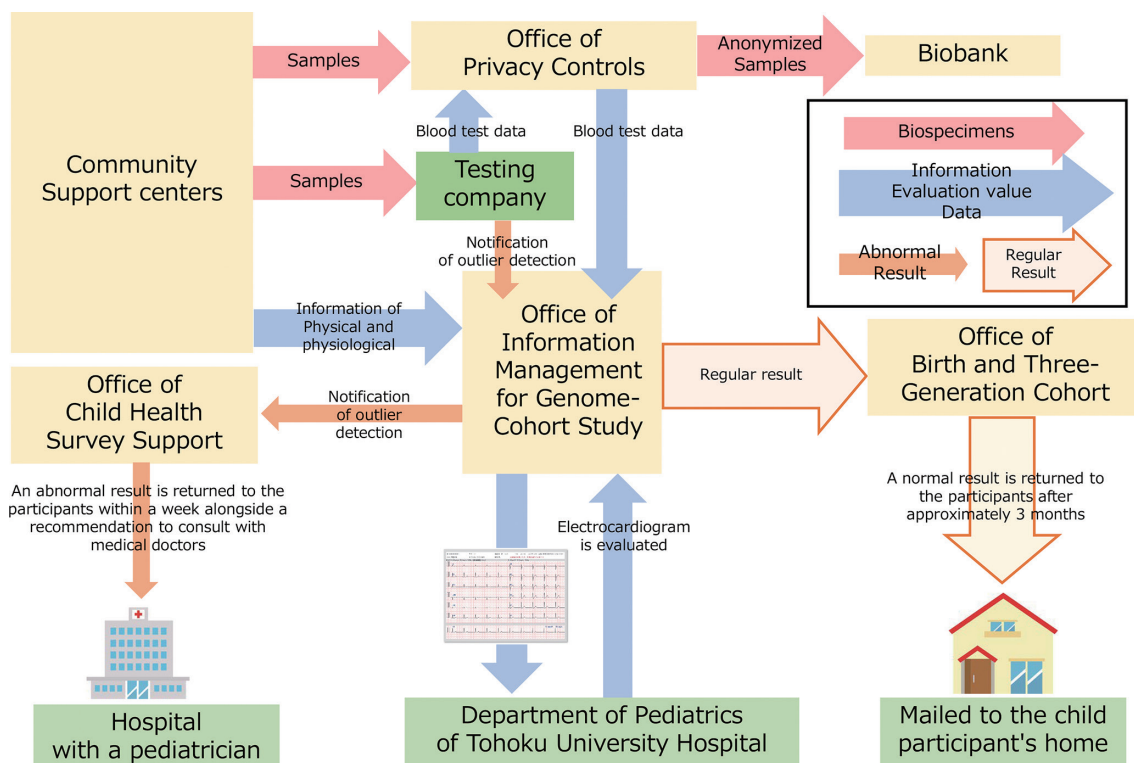 Community
Support centers
Samples
Office of
Privacy Controls
Anonymized
Samples
Biobank
Blood test data
Blood test data
Samples
Testing
company
Biospecimens
Information
Evaluation value
Data
Abnormal
Result
Regular
Result
Notification
of outlier detection
Information of
Physical and
physiological
Office of
Information
Management
for Genome-
Cohort Study
Regular result
Office of
Birth and Three-
Generation Cohort
Office of
Child Health
Survey Support
Notification
of outlier
detection
An abnormal result is returned to the
participants within a week alongside a
recommendation to consult with
medical doctors
Electrocardiogram
is evaluated
A normal result is returned to
the participants after
approximately 3 months
Hospital
with a pediatrician
Department of Pediatrics
of Tohoku University Hospital
Mailed to the child
participant's home